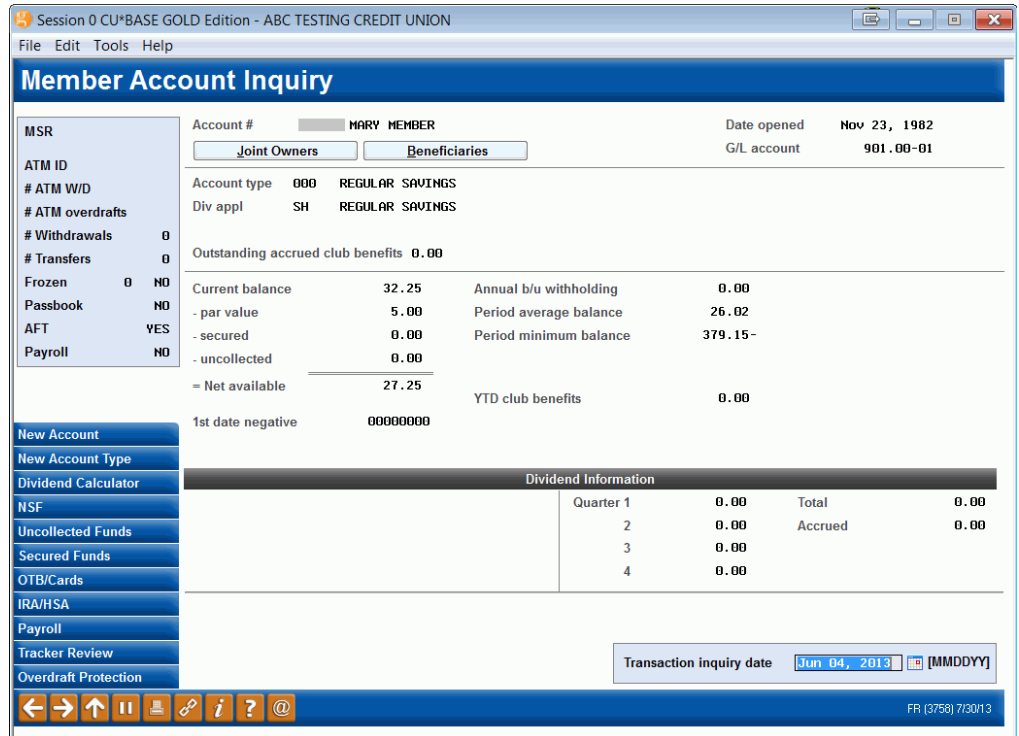 Session 0 CU*BASE GOLD Edition - ABC TESTING CREDIT UNION
File Edit Tools Help
Member Account Inquiry
MSR
ATM ID
# ATM W/D
# ATM overdrafts
# Withdrawals 0
# Transfers 0
Frozen 0 NO
Passbook NO
AFT YES
Payroll NO
Account # MARY MEMBER Date opened Nov 23, 1982
Joint Owners Beneficiaries G/L account 901.00-01
Account type 000 REGULAR SAVINGS
Div appl SH REGULAR SAVINGS
Outstanding accrued club benefits 0.00
Current balance 32.25 Annual b/u withholding 0.00
- par value 5.00 Period average balance 26.02
- secured 0.00 Period minimum balance 379.15-
- uncollected 0.00
= Net available 27.25
YTD club benefits 0.00
1st date negative 00000000
New Account
New Account Type
Dividend Calculator
NSF
Uncollected Funds
Secured Funds
OTB/Cards
IRA/HSA
Payroll
Tracker Review
Overdraft Protection
Dividend Information
Quarter 1 0.00 Total 0.00
2 0.00 Accrued 0.00
3 0.00
4 0.00
Transaction inquiry date Jun 04, 2013 [MMDDYY]
i ? @
FR (3758) 7/30/13